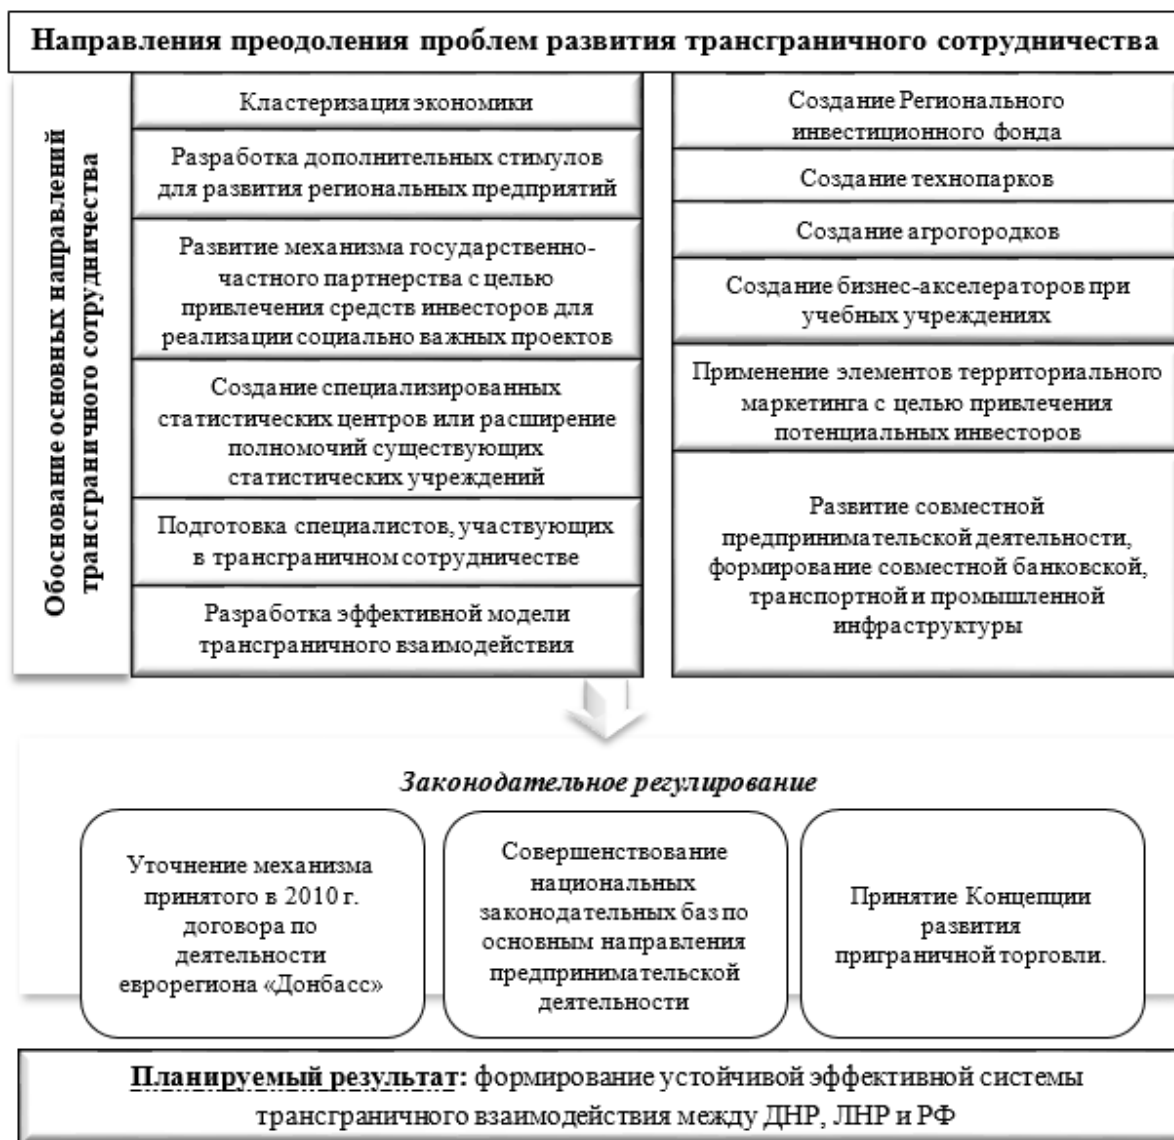 Направления преодоления проблем развития трансграничного сотрудничества
Обоснование основных направлений
трансграничного сотрудничества
Кластеризация экономики
Разработка дополнительных стимулов
для развития региональных предприятий
Развитие механизма государственно-
частного партнерства с целью
привлечения средств инвесторов для
реализации социально важных проектов
Создание специализированных
статистических центров или расширение
полномочий существующих
статистических учреждений
Подготовка специалистов, участвующих
в трансграничном сотрудничестве
Разработка эффективной модели
трансграничного взаимодействия
Создание Регионального
инвестиционного фонда
Создание технопарков
Создание агрогородков
Создание бизнес-акселераторов при
учебных учреждениях
Применение элементов территориального
маркетинга с целью привлечения
потенциальных инвесторов
Развитие совместной
предпринимательской деятельности,
формирование совместной банковской,
транспортной и промышленной
инфраструктуры
Законодательное регулирование
Уточнение механизма
принятого в 2010 г.
договора по
деятельности
еврорегиона «Донбасс»
Совершенствование
национальных
законодательных баз по
основным направления
предпринимательской
деятельности
Принятие Концепции
развития
приграничной торговли.
Планируемый результат: формирование устойчивой эффективной системы
трансграничного взаимодействия между ДНР, ЛНР и РФ